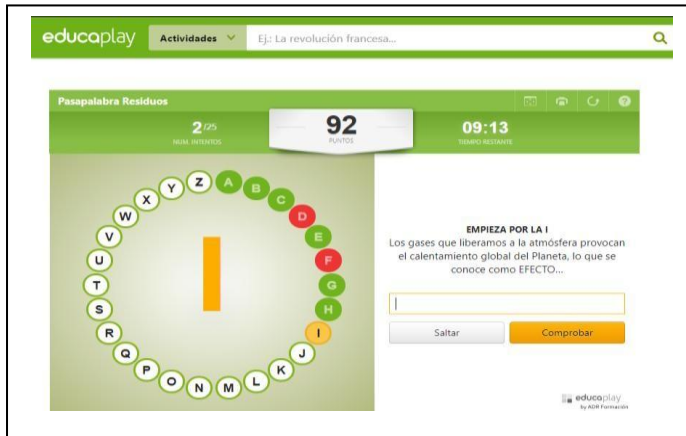 educaplay Actividades Ej.: La revolución francesa...
Pasapalabra Residuos
2/25 92 09:13
NUM. INTENTOS PUNTOS TIEMPO RESTANTE
A
B
C
D
E
F
G
H
I
J
K
L
M
N
O
P
Q
R
S
T
U
V
W
X
Y
Z
I
EMPIEZA POR LA I
Los gases que liberamos a la atmósfera provocan
el calentamiento global del Planeta, lo que se
conoce como EFECTO...
Saltar Comprobar
educaplay
by ADR Formación